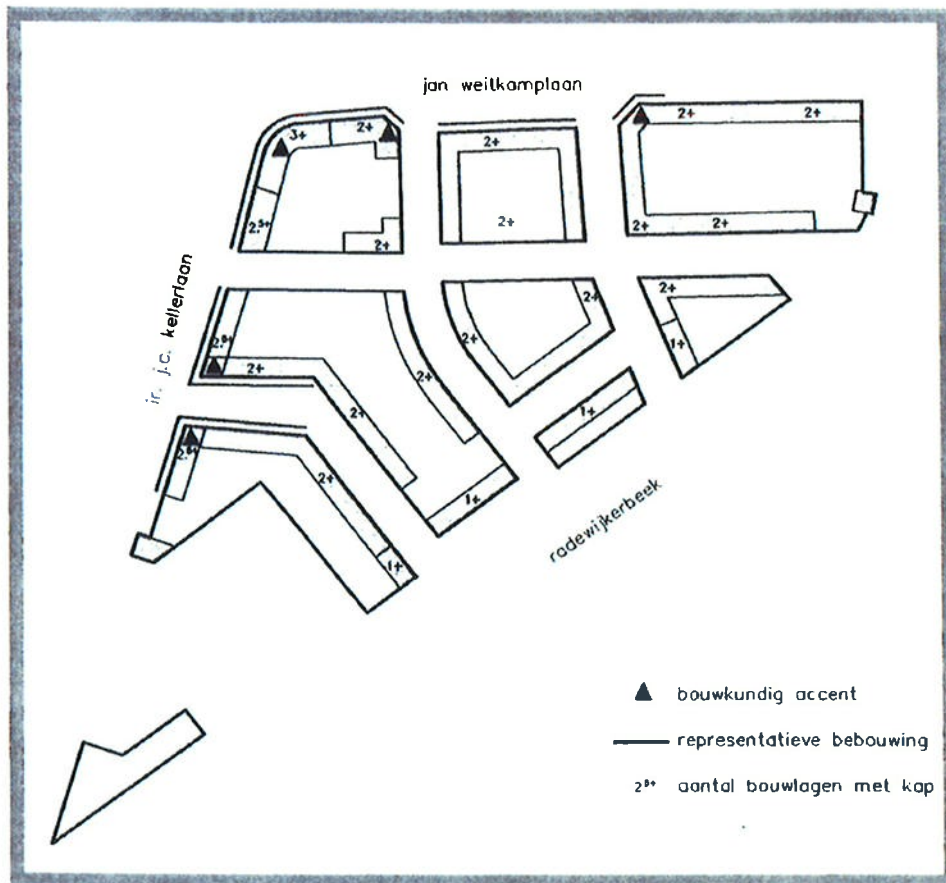 jan weitkamplaan
3+ 2+ 2+ 2+ 2+
2.5+ 2+ 2+ 2+ 2+
ir. j.c. kellerlaan
2.5+ 2+ 2+ 2+ 2+ 1+
2+ 2+ 2+
2.5+ 2+ 1+ 1+
1+
radewijkerbeek
bouwkundig accent
representatieve bebouwing
2.5+ aantal bouwlagen met kap